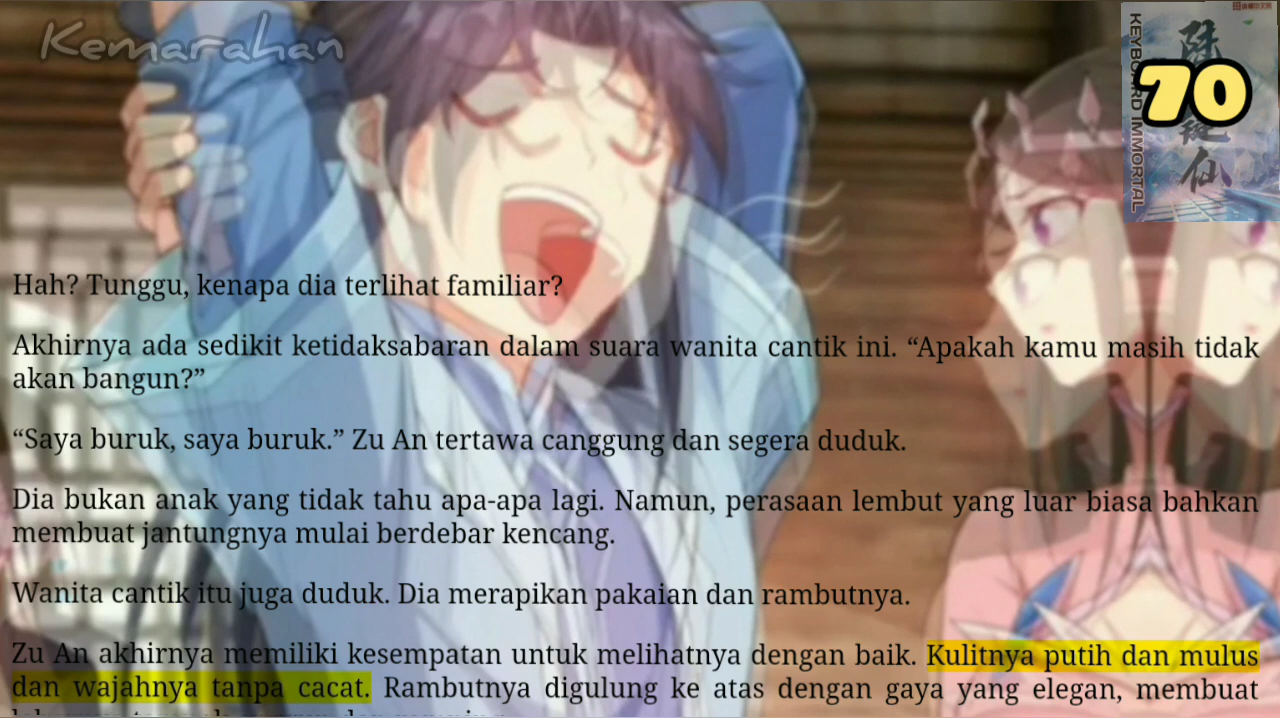 Kemarahan
KEYBOARD IMMORTAL
70
Hah? Tunggu, kenapa dia terlihat familiar?
Akhirnya ada sedikit ketidaksabaran dalam suara wanita cantik ini. “Apakah kamu masih tidak
akan bangun?”
“Saya buruk, saya buruk.” Zu An tertawa canggung dan segera duduk.
Dia bukan anak yang tidak tahu apa-apa lagi. Namun, perasaan lembut yang luar biasa bahkan
membuat jantungnya mulai berdebar kencang.
Wanita cantik itu juga duduk. Dia merapikan pakaian dan rambutnya.
Zu An akhirnya memiliki kesempatan untuk melihatnya dengan baik. Kulitnya putih dan mulus
dan wajahnya tanpa cacat. Rambutnya digulung ke atas dengan gaya yang elegan, membuat